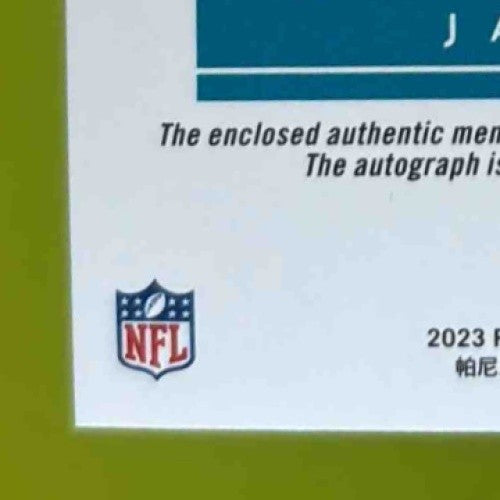 J A
The enclosed authentic mem
The autograph is
NFL
2023 P
帕尼